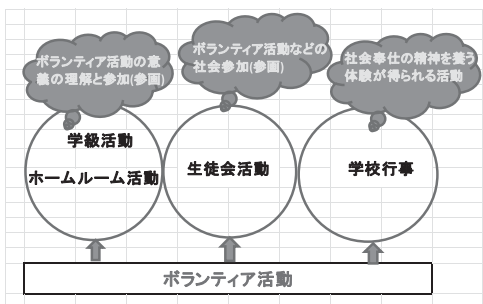 ボランティア活動の意
義の理解と参加(参画)
ボランティア活動などの
社会参加(参画)
社会奉仕の精神を養う
体験が得られる活動
学級活動
ホームルーム活動
生徒会活動
学校行事
ボランティア活動